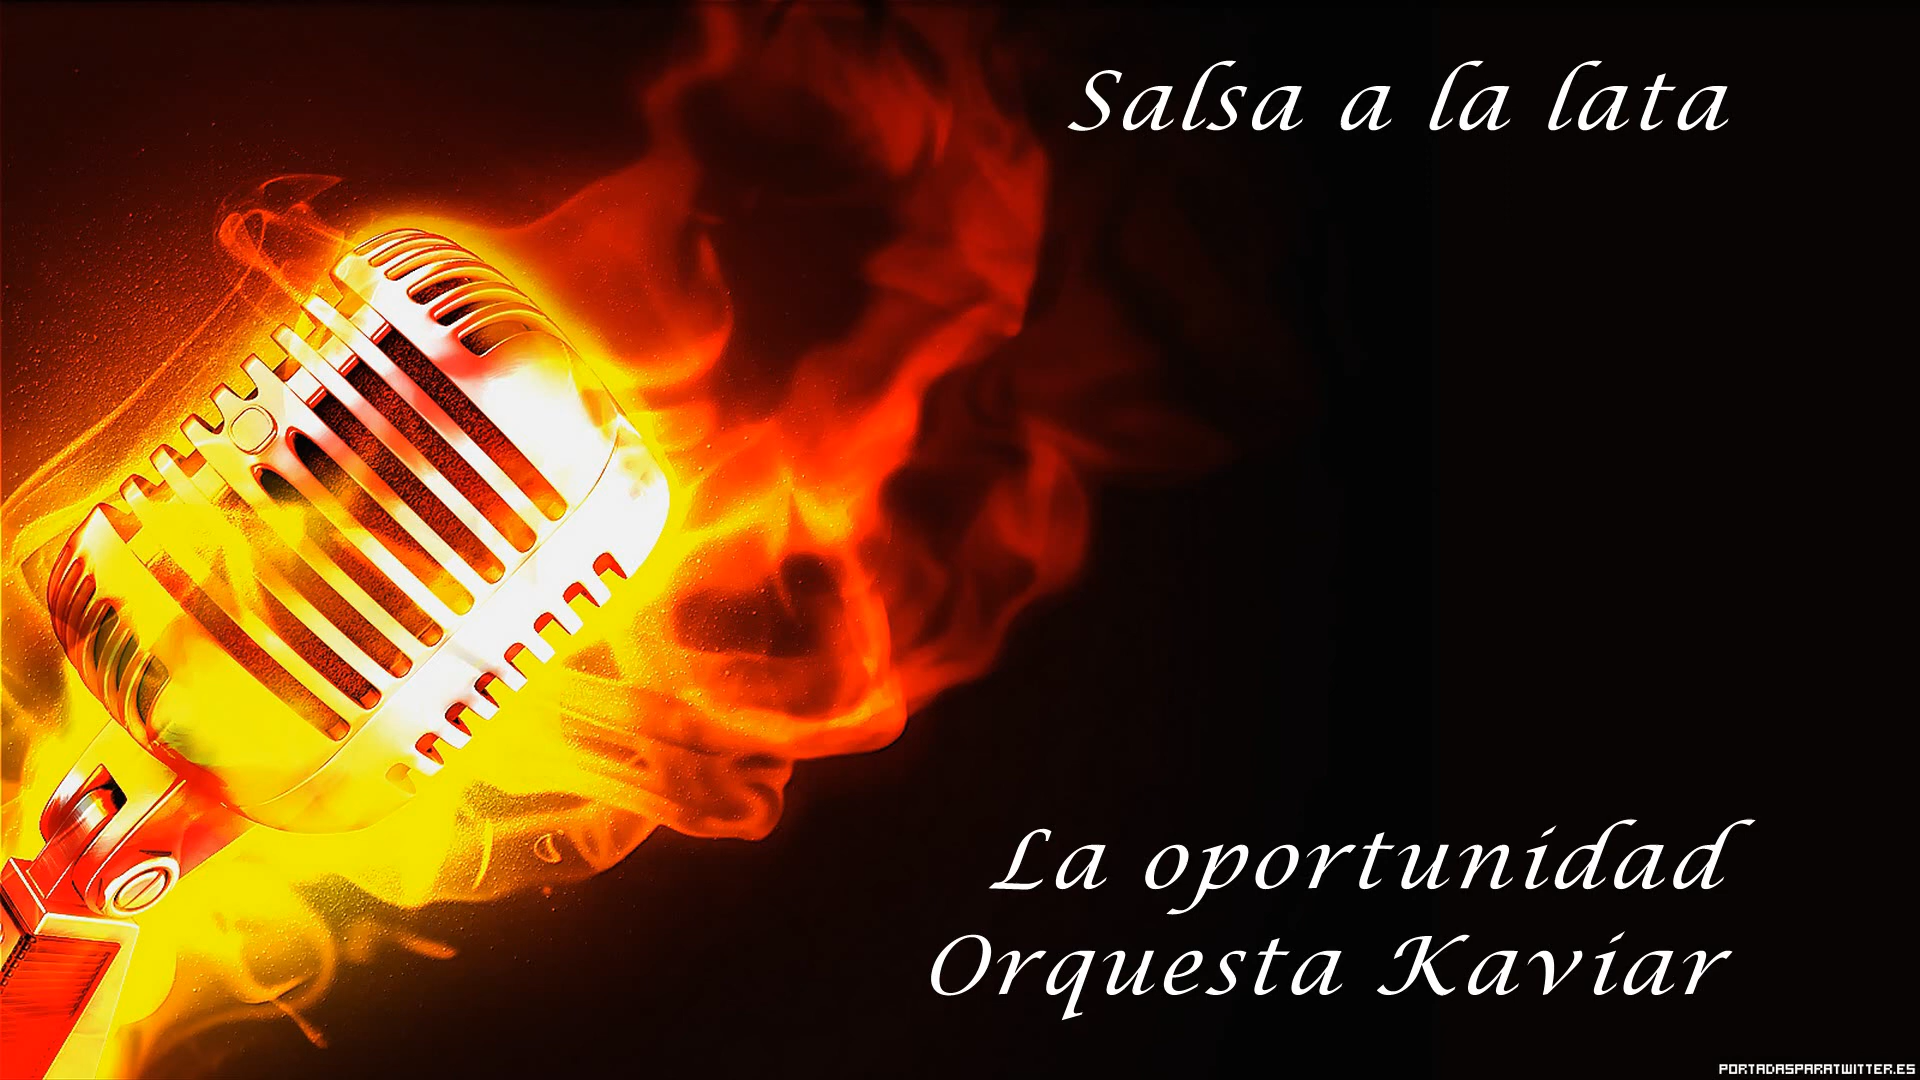 Salsa a la lata
La oportunidad
Orquesta Kaviar
PORTADASPARATWITTER.ES